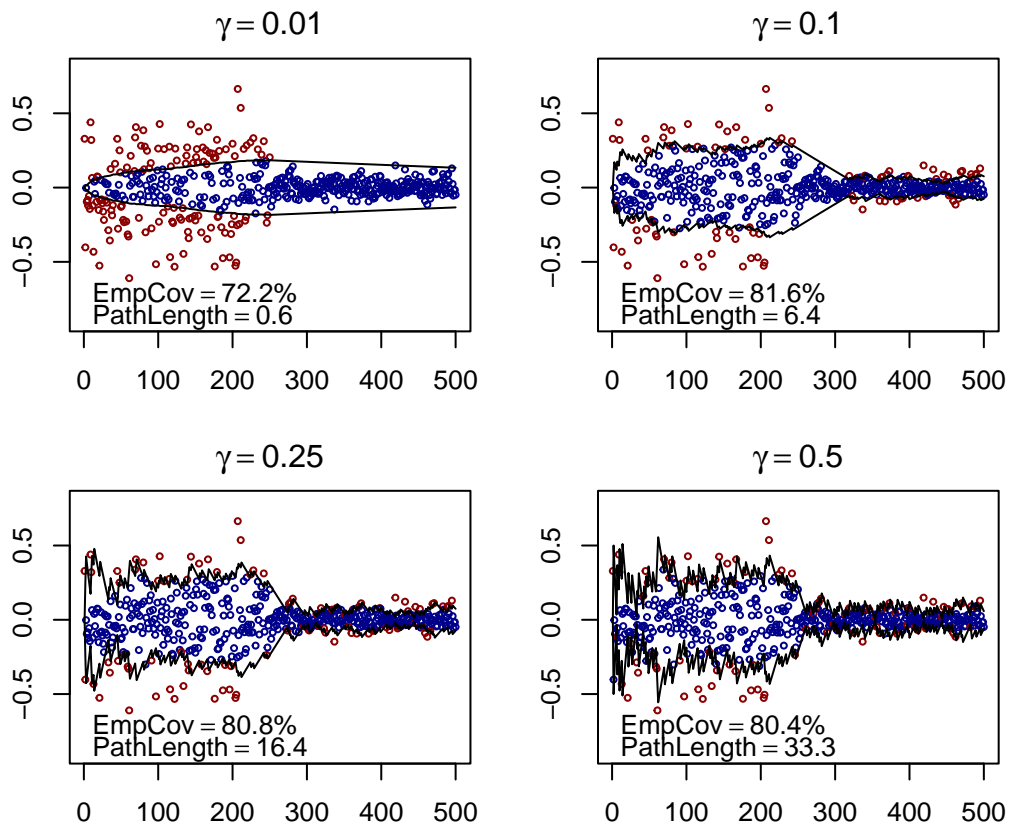 γ = 0.01
0.5
0.0
−0.5
EmpCov = 72.2%
PathLength = 0.6
0 100 200 300 400 500
γ = 0.1
0.5
0.0
−0.5
EmpCov = 81.6%
PathLength = 6.4
0 100 200 300 400 500
γ = 0.25
0.5
0.0
−0.5
EmpCov = 80.8%
PathLength = 16.4
0 100 200 300 400 500
γ = 0.5
0.5
0.0
−0.5
EmpCov = 80.4%
PathLength = 33.3
0 100 200 300 400 500